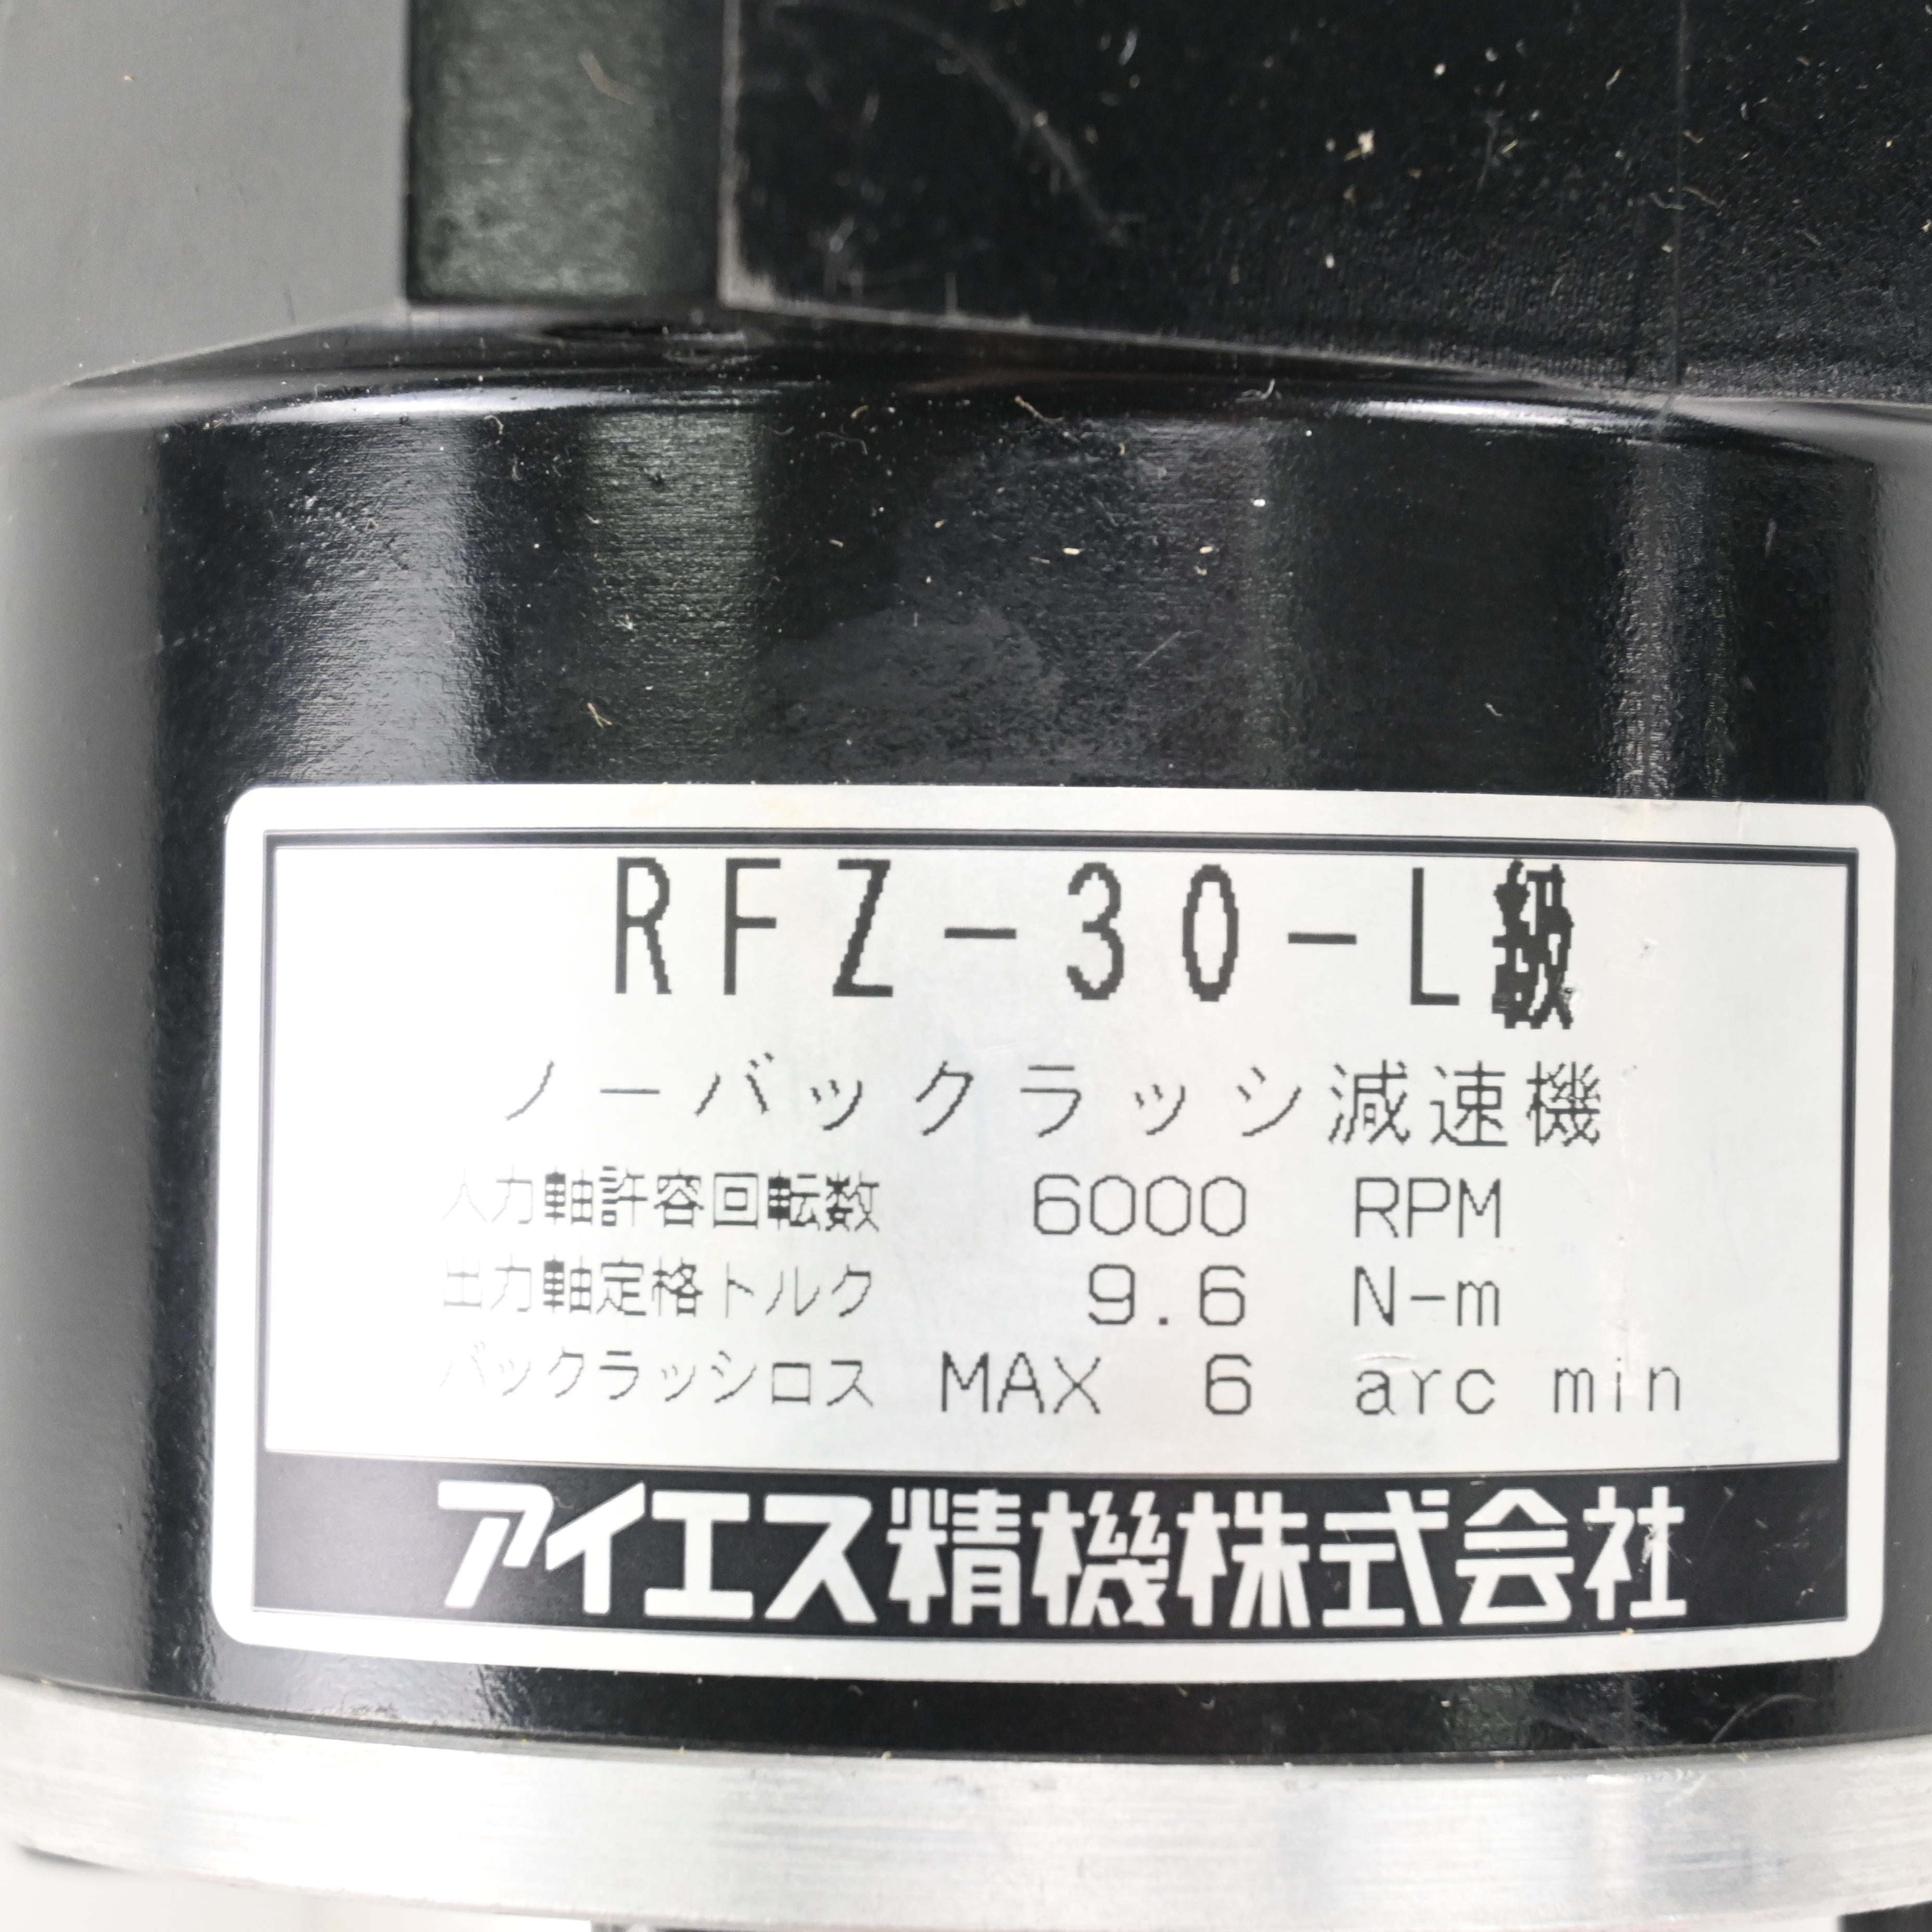 RFZ-30-L級
ノーバックラッシ減速機
入力軸許容回転数 6000 RPM
出力軸定格トルク 9.6 N-m
バックラッシロス MAX 6 arc min
アイエス精機株式会社